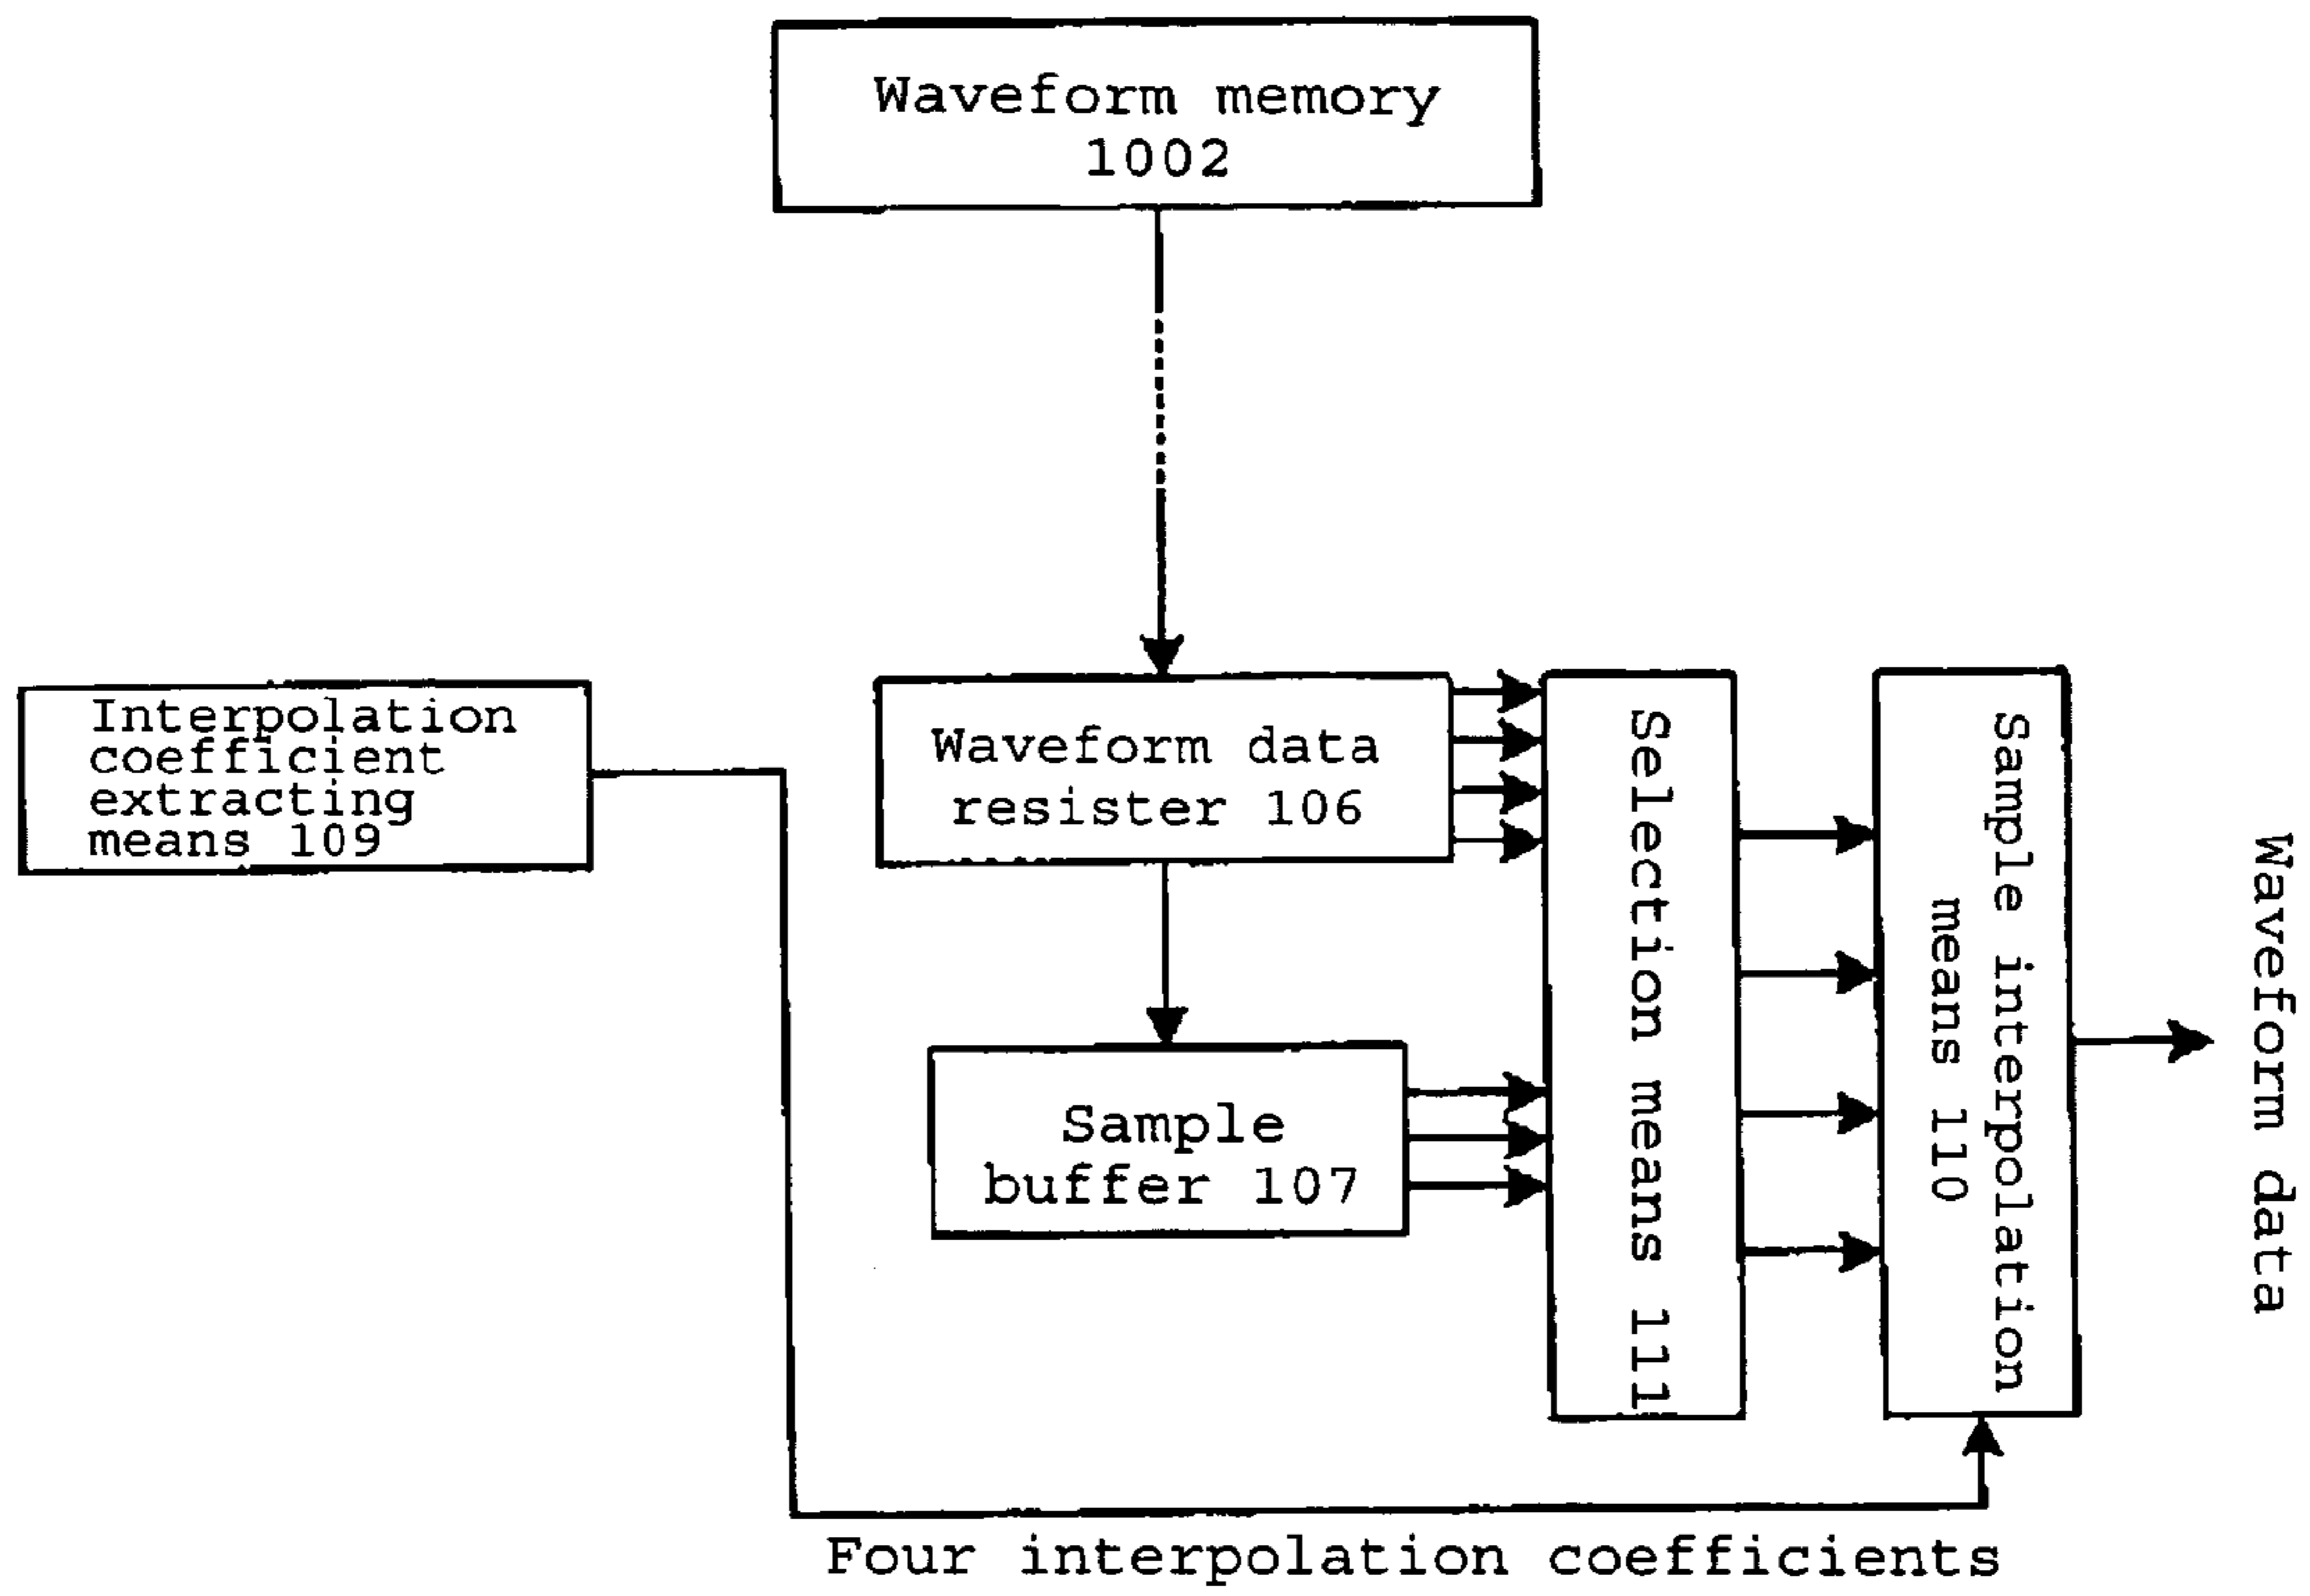 Waveform memory
1002
Interpolation
coefficient
extracting
means 109
Waveform data
resister 106
Sample
buffer 107
Selection means 111
Sample interpolation
means 110
Waveform data
Four interpolation coefficients